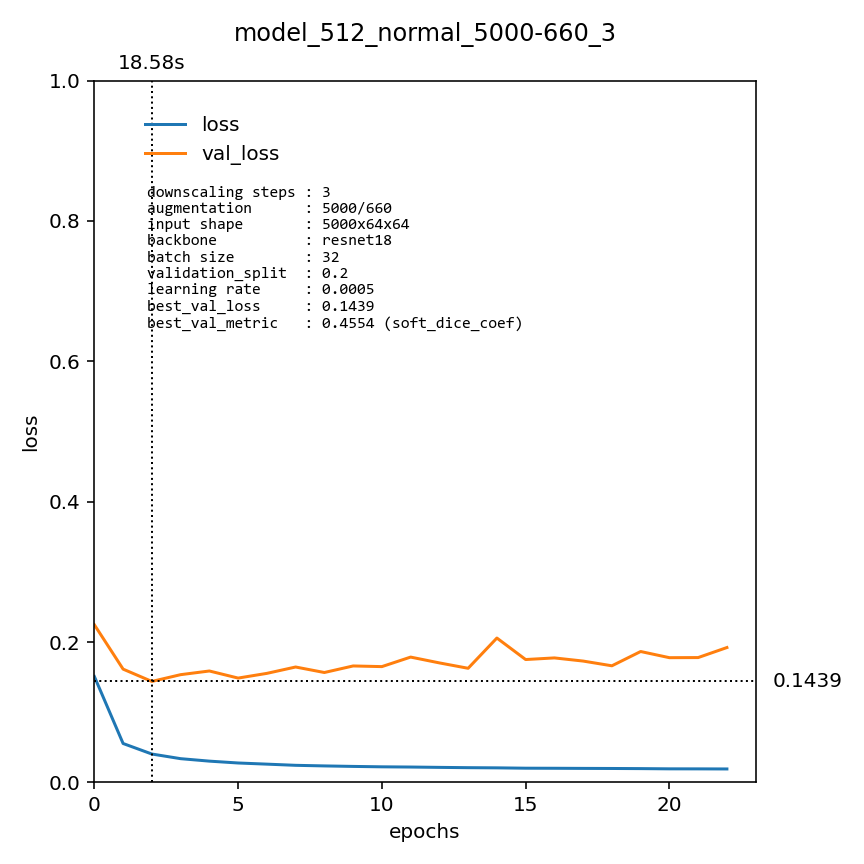 model_512_normal_5000-660_3
18.58s
1.0
loss
val_loss
downscaling steps : 3
augmentation      : 5000/660
input shape       : 5000x64x64
backbone          : resnet18
batch size        : 32
validation_split  : 0.2
learning rate     : 0.0005
best_val_loss     : 0.1439
best_val_metric   : 0.4554 (soft_dice_coef)
0.8
0.6
loss
0.4
0.2
0.1439
0.0
0 5 10 15 20
epochs